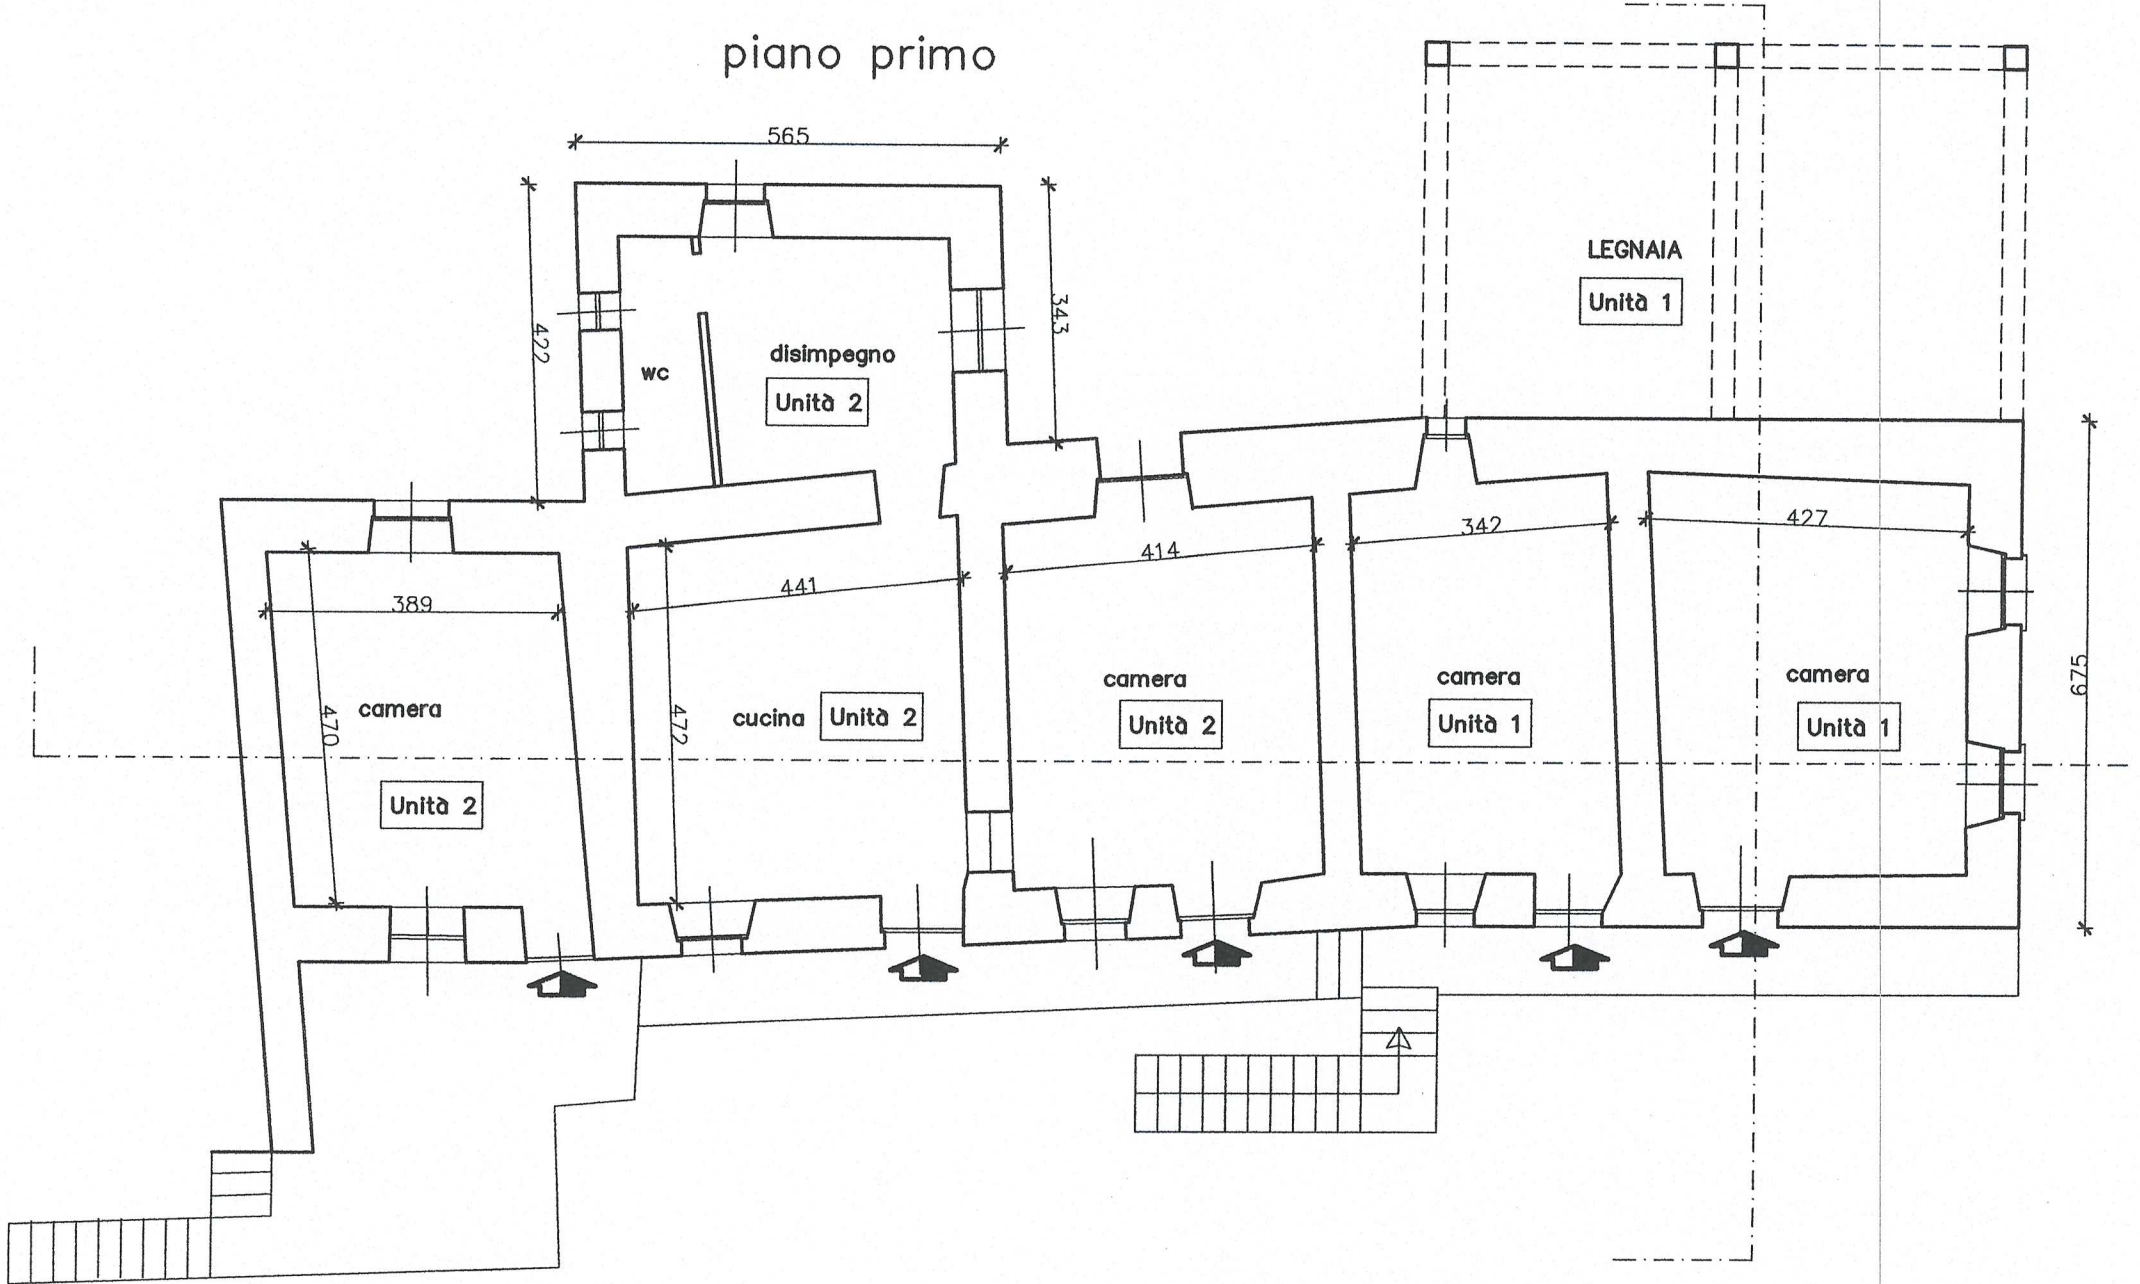 piano primo
565
422
343
LEGNAIA
Unità 1
wc
disimpegno
Unità 2
389
470
camera
Unità 2
441
472
cucina
Unità 2
414
camera
Unità 2
342
camera
Unità 1
427
camera
Unità 1
675